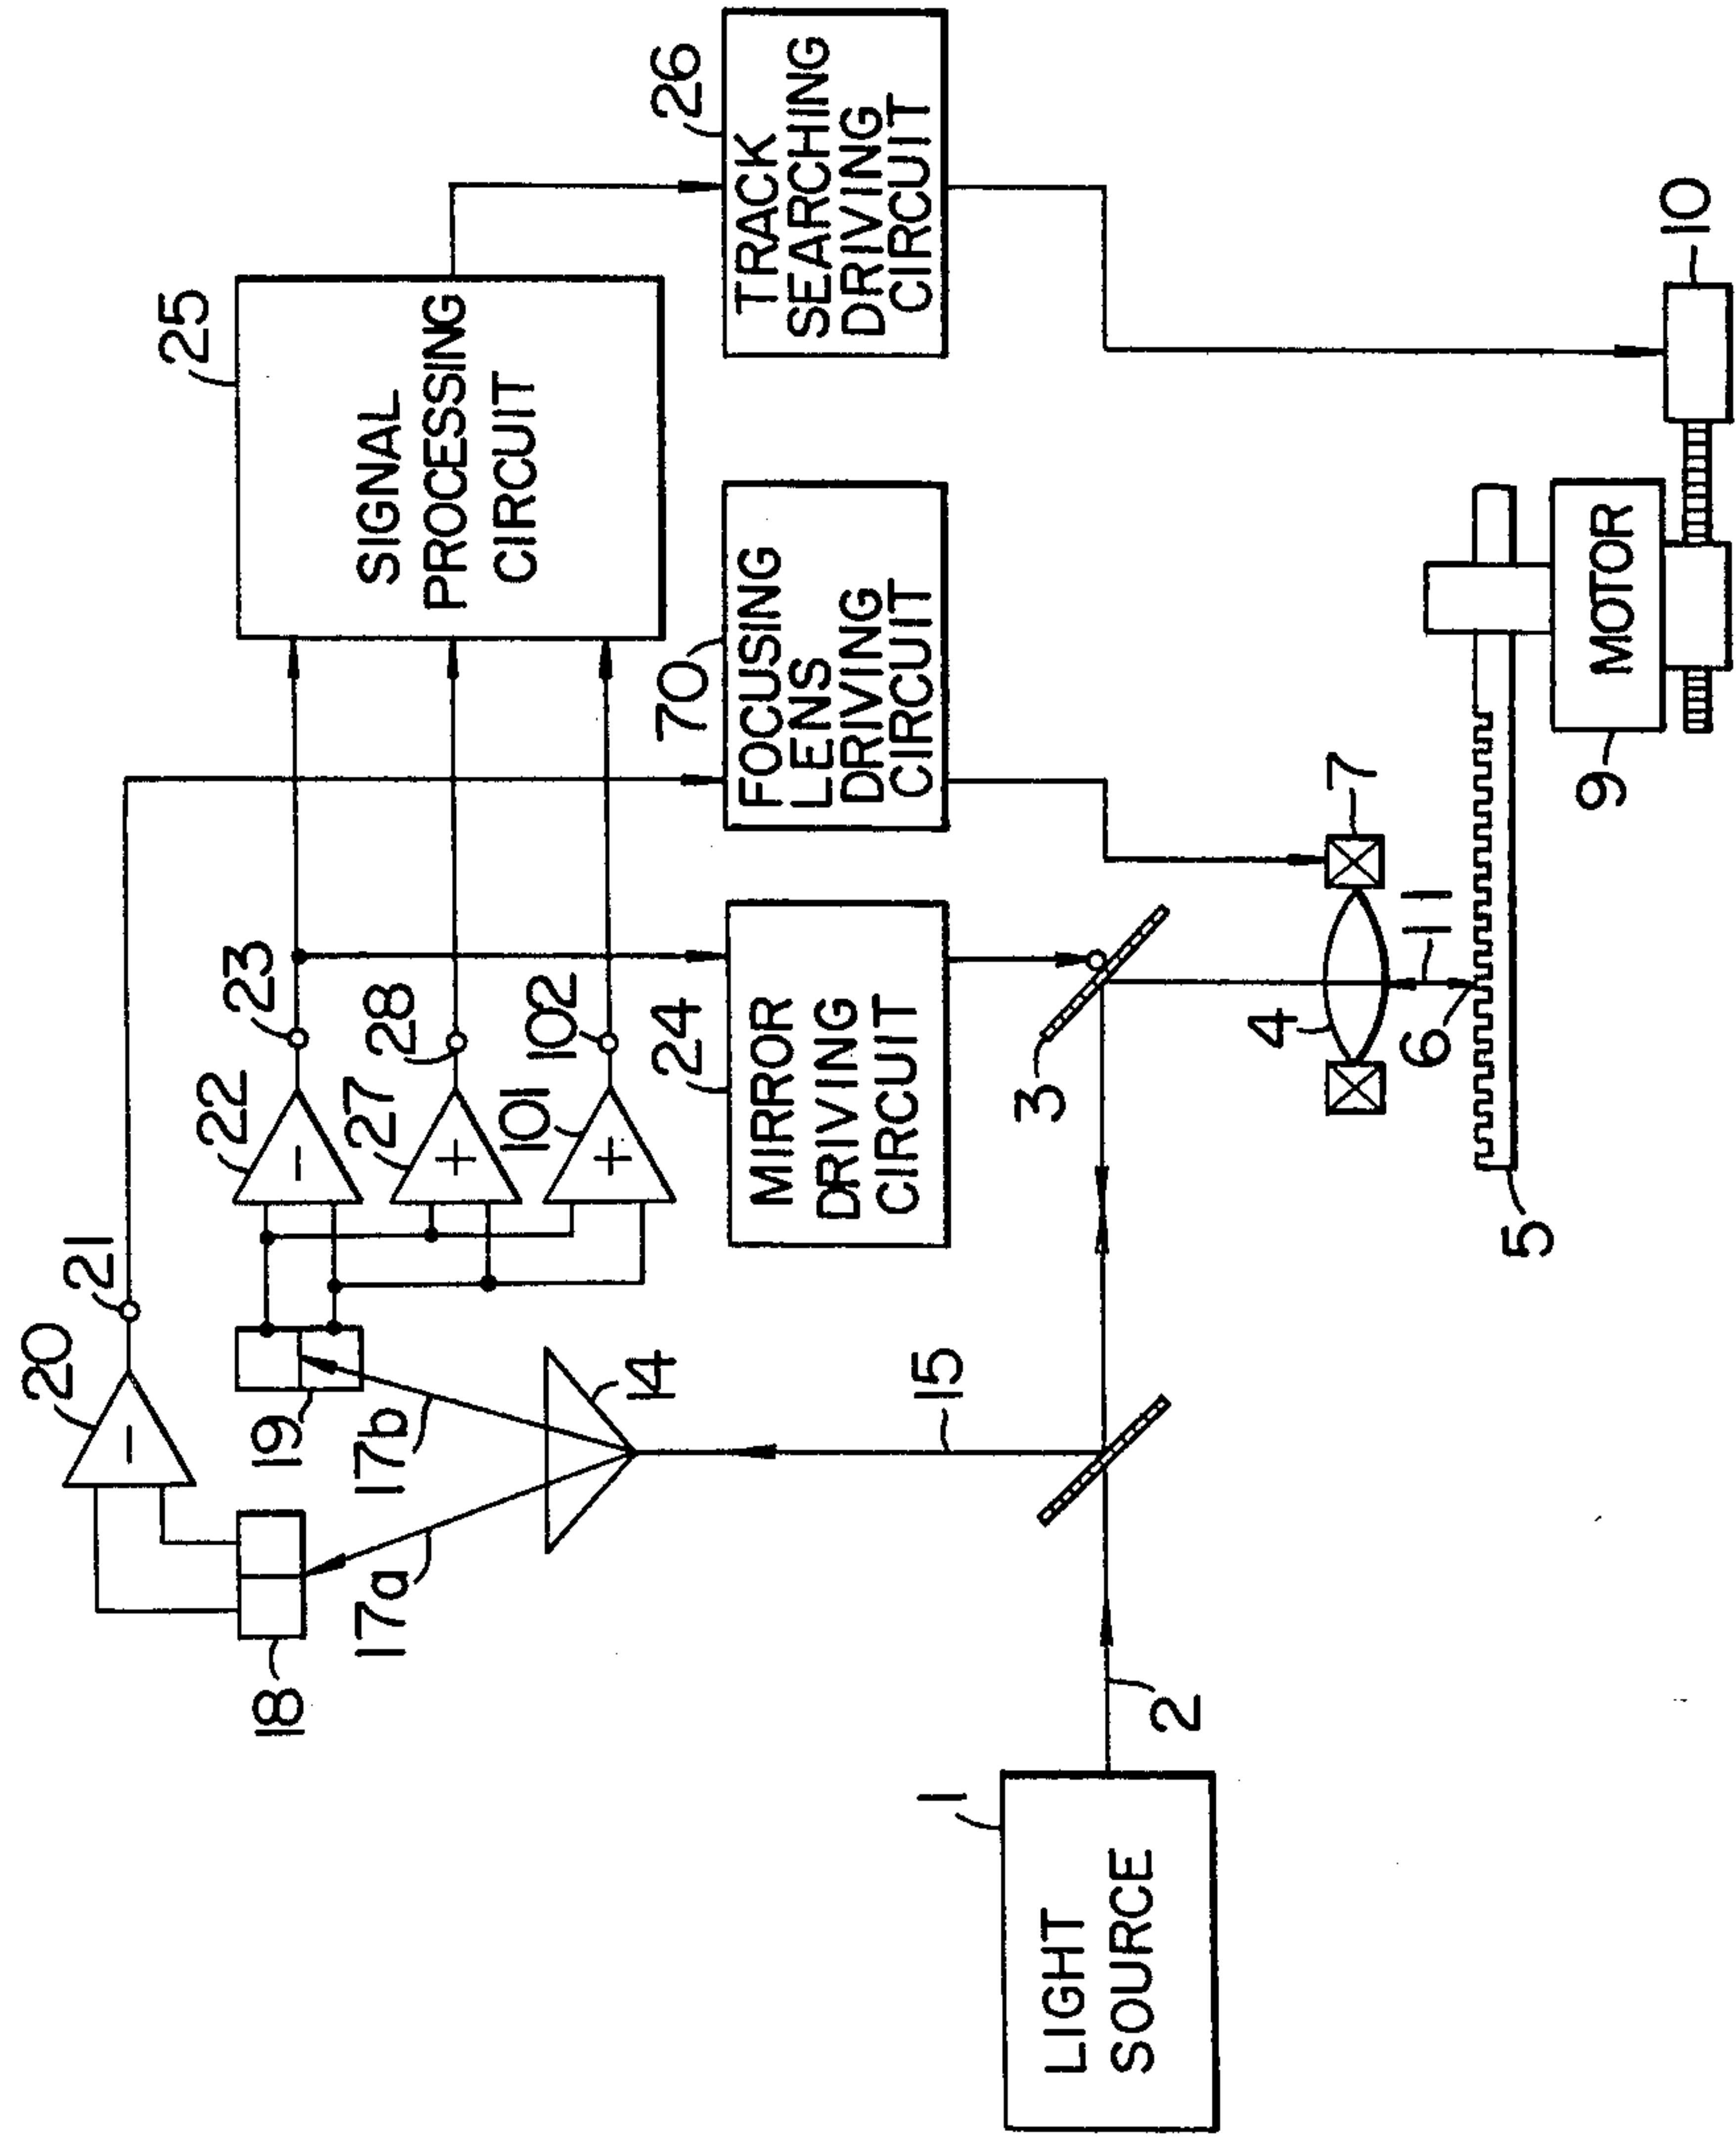 20
21
22
23
25
SIGNAL
PROCESSING
CIRCUIT
18
19
27
28
17a
17b
101
102
14
24
MIRROR
DRIVING
CIRCUIT
70
FOCUSING
LENS
DRIVING
CIRCUIT
26
TRACK
SEARCHING
DRIVING
CIRCUIT
15
1
LIGHT
SOURCE
2
3
4
7
6
11
5
9
MOTOR
10